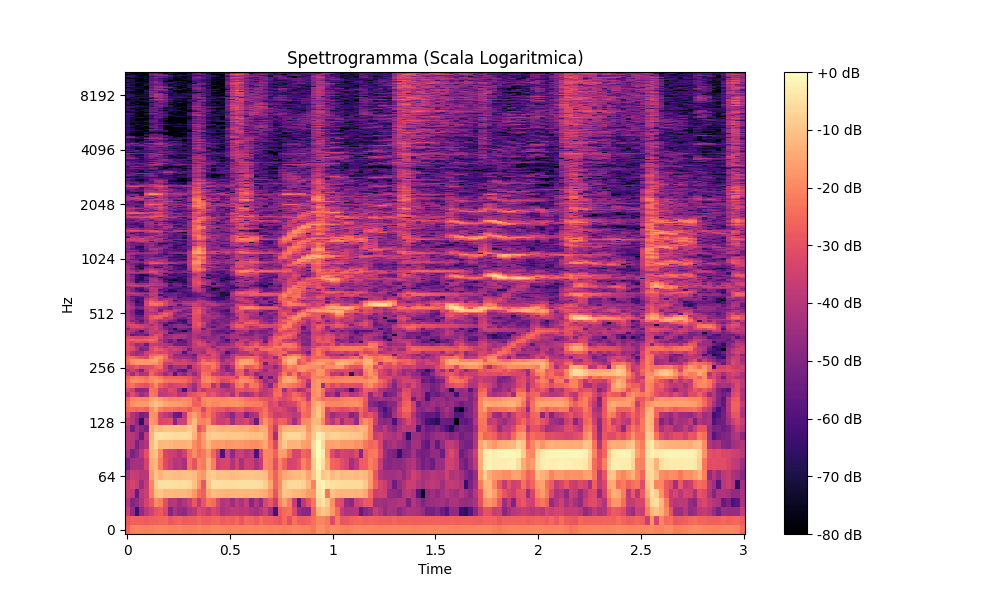 Spettrogramma (Scala Logaritmica)
Hz
8192
4096
2048
1024
512
256
128
64
0
0 0.5 1 1.5 2 2.5 3
Time
+0 dB
-10 dB
-20 dB
-30 dB
-40 dB
-50 dB
-60 dB
-70 dB
-80 dB